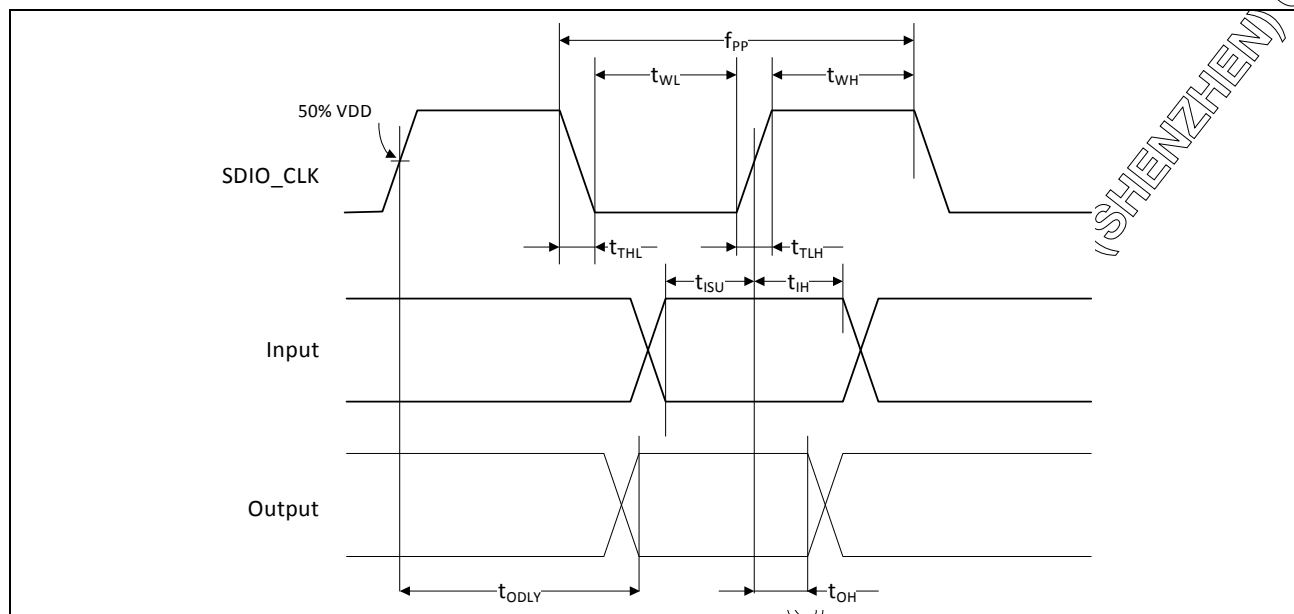 f_PP
t_WL
t_WH
50% VDD
SDIO_CLK
t_THL
t_TLH
t_ISU
t_IH
Input
Output
t_ODLY
t_OH
(SHENZHEN)